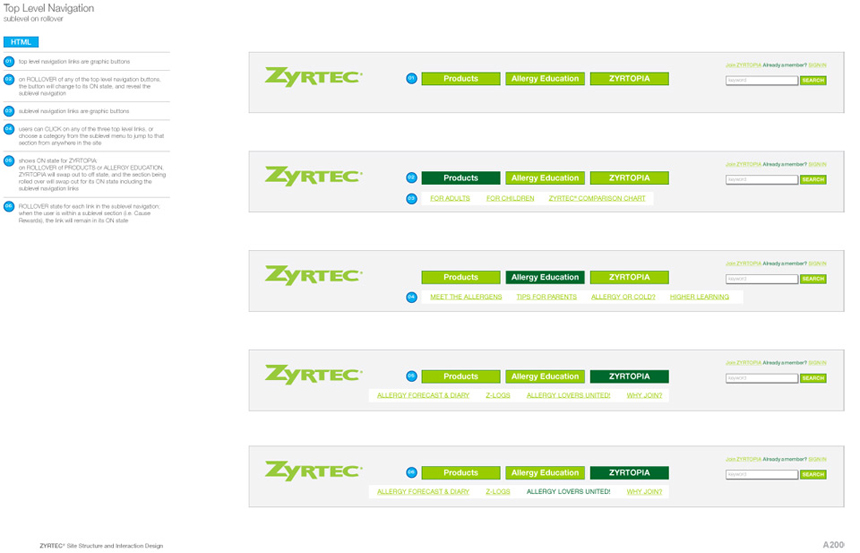 Top Level Navigation
sublevel on rollover
HTML
01 top level navigation links are graphic buttons
02 on ROLLOVER of any of the top level navigation buttons,
the button will change to its ON state, and reveal the
sublevel navigation
03 sublevel navigation links are graphic buttons
04 users can CLICK on any of the three top level links, or
choose a category from the sublevel menu to jump to that
section from anywhere in the site
05 shows ON state for ZYRTOPIA.
on ROLLOVER of PRODUCTS or ALLERGY EDUCATION,
ZYRTOPIA will swap out to off state, and the section being
rolled over will swap out for its ON state including the
sublevel navigation links
06 ROLLOVER state for each link in the sublevel navigation:
when the user is within a sublevel section (i.e. Cause
Rewards), the link will remain in its ON state
ZYRTEC®
01 Products Allergy Education ZYRTOPIA
Join ZYRTOPIA Already a member? SIGN IN
keyword SEARCH
ZYRTEC®
02 Products Allergy Education ZYRTOPIA
03 FOR ADULTS FOR CHILDREN ZYRTEC® COMPARISON CHART
Join ZYRTOPIA Already a member? SIGN IN
keyword SEARCH
ZYRTEC®
Products Allergy Education ZYRTOPIA
04 MEET THE ALLERGENS TIPS FOR PARENTS ALLERGY OR COLD? HIGHER LEARNING
Join ZYRTOPIA Already a member? SIGN IN
keyword SEARCH
ZYRTEC®
05 Products Allergy Education ZYRTOPIA
ALLERGY FORECAST & DIARY Z-LOGS ALLERGY LOVERS UNITED! WHY JOIN?
Join ZYRTOPIA Already a member? SIGN IN
keyword SEARCH
ZYRTEC®
06 Products Allergy Education ZYRTOPIA
ALLERGY FORECAST & DIARY Z-LOGS ALLERGY LOVERS UNITED! WHY JOIN?
Join ZYRTOPIA Already a member? SIGN IN
keyword SEARCH
ZYRTEC® Site Structure and Interaction Design
A200